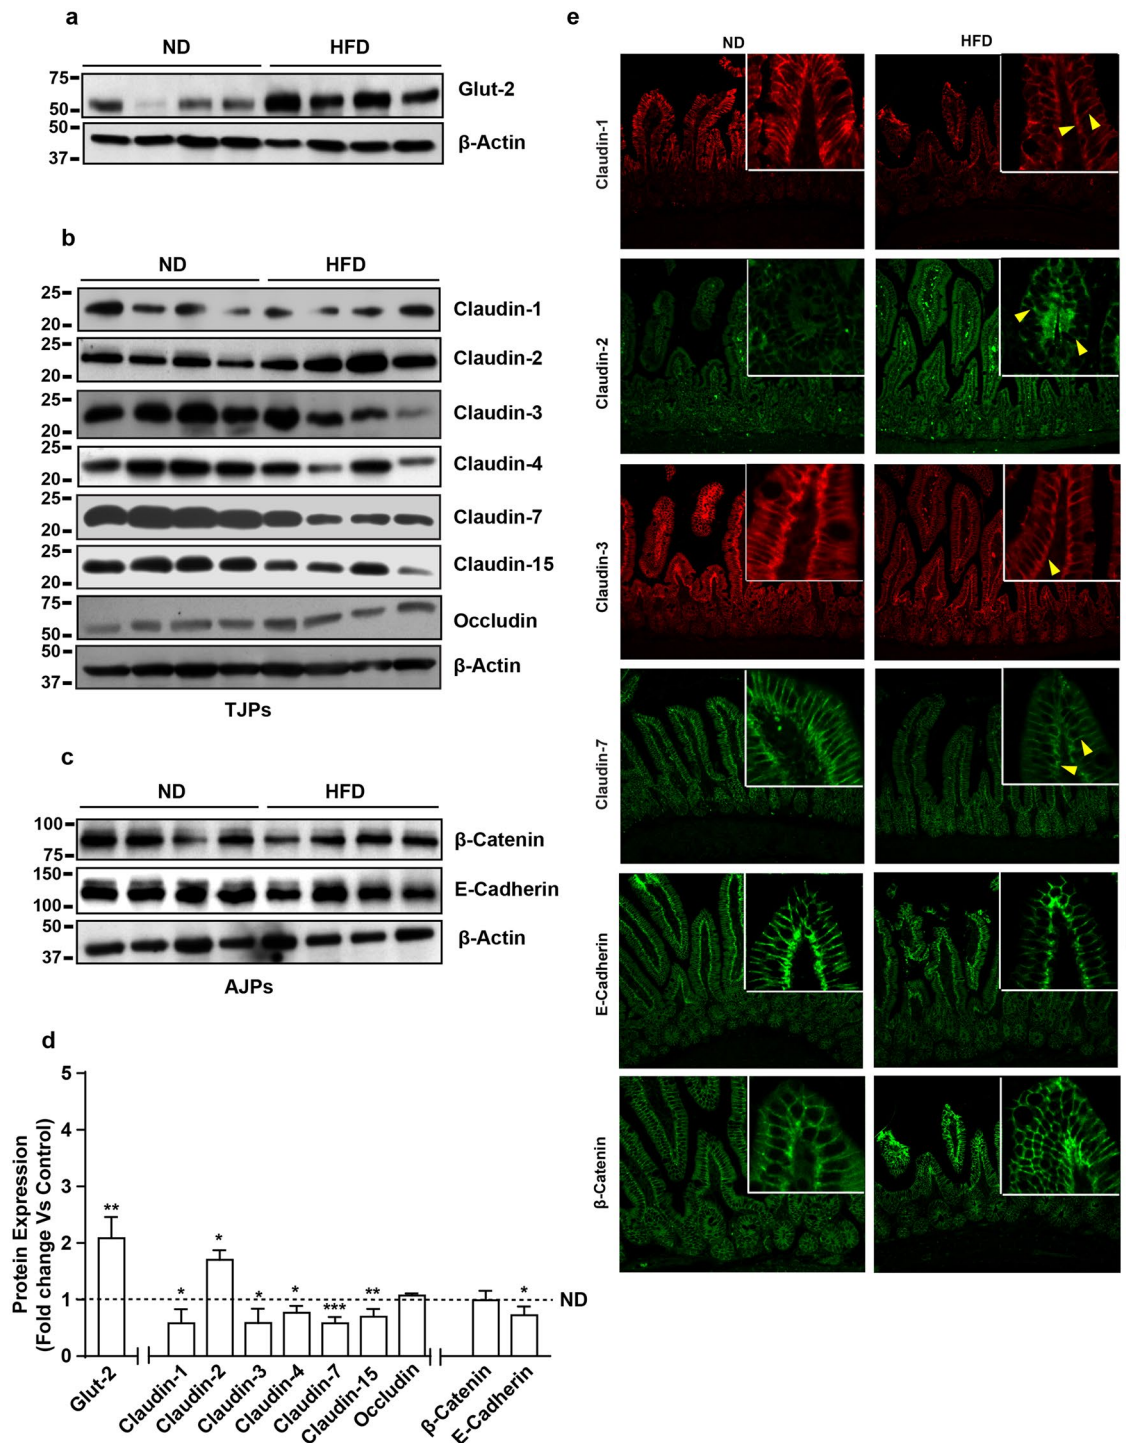 a
ND HFD
75
50
Glut-2
50
37
β-Actin
b
ND HFD
25
20
Claudin-1
25
20
Claudin-2
25
20
Claudin-3
25
20
Claudin-4
25
20
Claudin-7
25
20
Claudin-15
75
50
Occludin
50
37
β-Actin
TJPs
c
ND HFD
100
75
β-Catenin
150
100
E-Cadherin
50
37
β-Actin
AJPs
d
Protein Expression
(Fold change Vs Control)
5
4
3
2
1
0
** * * * * *** ** *
ND
Glut-2
Claudin-1
Claudin-2
Claudin-3
Claudin-4
Claudin-7
Claudin-15
Occludin
β-Catenin
E-Cadherin
e
ND HFD
Claudin-1
Claudin-2
Claudin-3
Claudin-7
E-Cadherin
β-Catenin